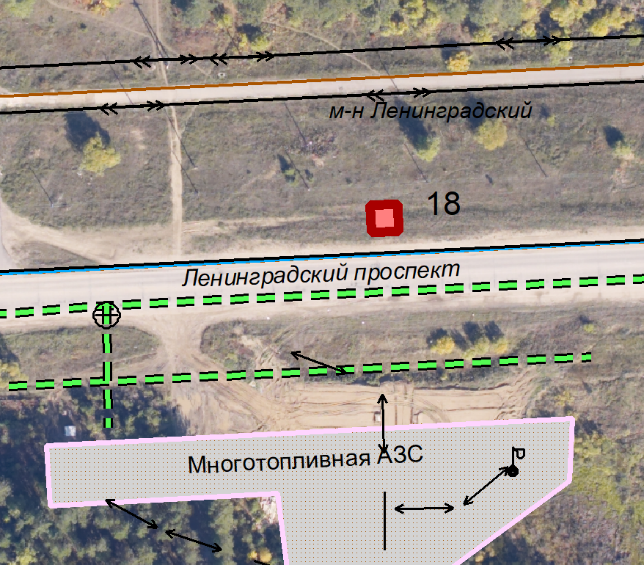 м-н Ленинградский
18
Ленинградский проспект
Многотопливная АЗС
P